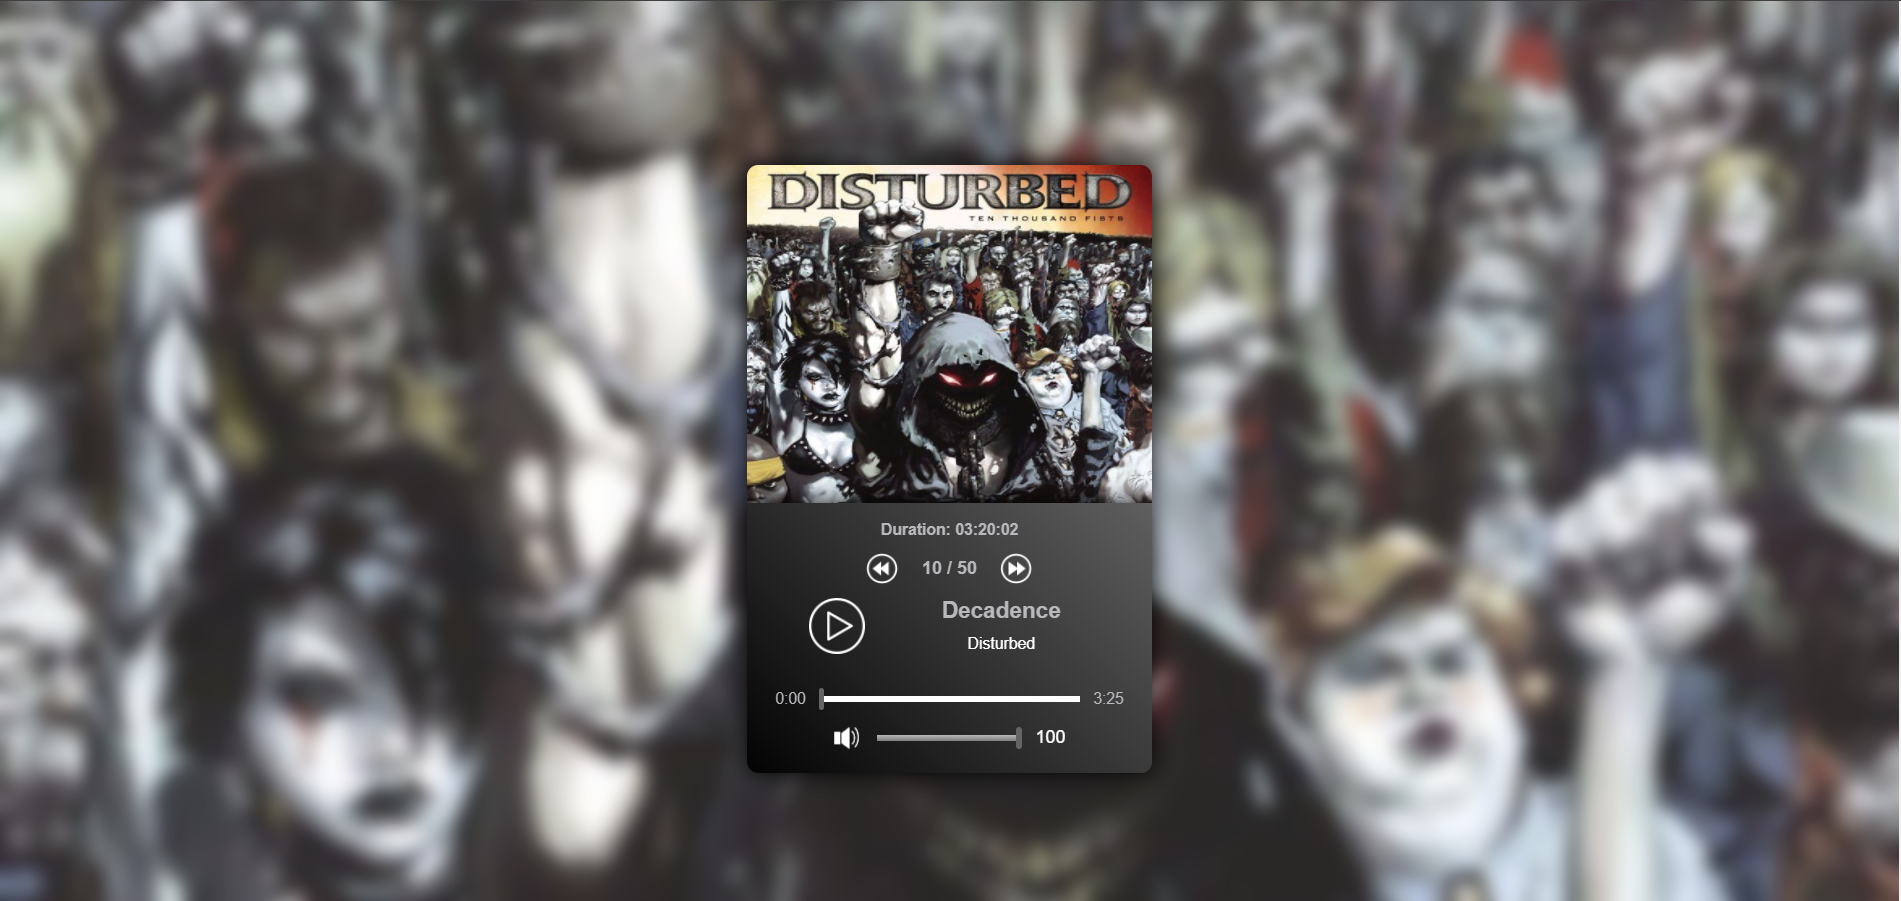 DISTURBED
TEN THOUSAND FISTS
Duration: 03:20:02
10 / 50
Decadence
Disturbed
0:00
3:25
100